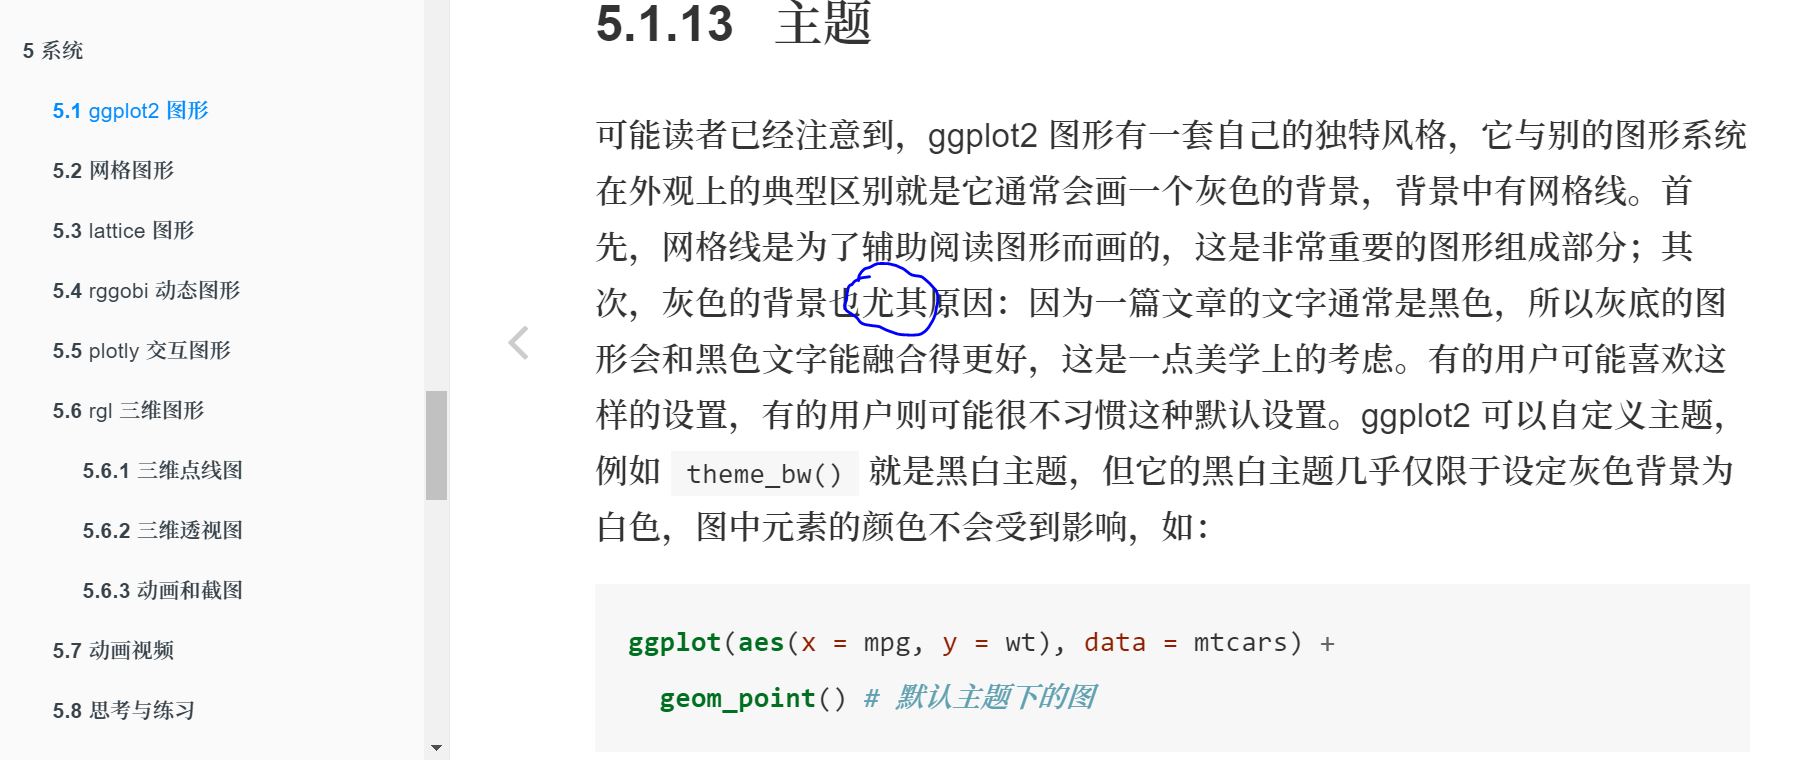 5 系统
5.1 ggplot2 图形
5.2 网格图形
5.3 lattice 图形
5.4 rggobi 动态图形
5.5 plotly 交互图形
5.6 rgl 三维图形
5.6.1 三维点线图
5.6.2 三维透视图
5.6.3 动画和截图
5.7 动画视频
5.8 思考与练习
5.1.13 主题
可能读者已经注意到，ggplot2 图形有一套自己的独特风格，它与别的图形系统
在外观上的典型区别就是它通常会画一个灰色的背景，背景中有网格线。首
先，网格线是为了辅助阅读图形而画的，这是非常重要的图形组成部分；其
次，灰色的背景也尤其原因：因为一篇文章的文字通常是黑色，所以灰底的图
形会和黑色文字能融合得更好，这是一点美学上的考虑。有的用户可能喜欢这
样的设置，有的用户则可能很不习惯这种默认设置。ggplot2 可以自定义主题，
例如 theme_bw() 就是黑白主题，但它的黑白主题几乎仅限于设定灰色背景为
白色，图中元素的颜色不会受到影响，如：
ggplot(aes(x = mpg, y = wt), data = mtcars) +
geom_point() # 默认主题下的图